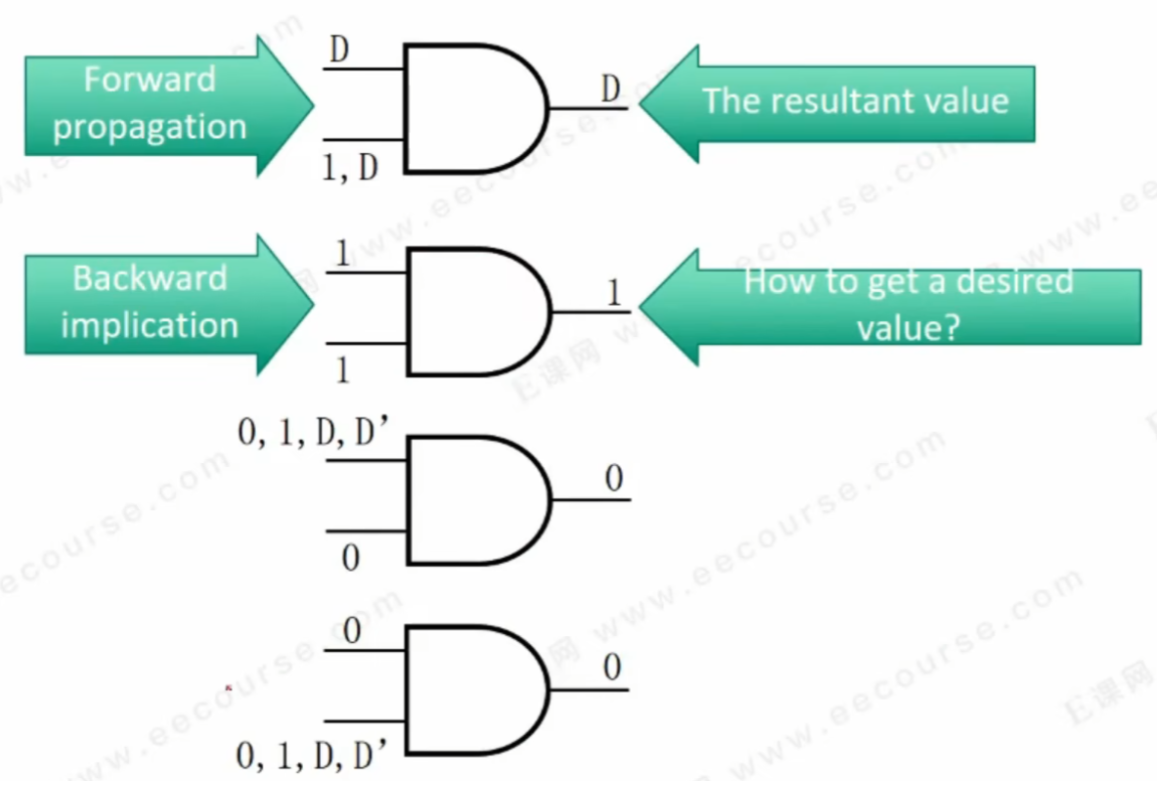 Forward
propagation
D
1, D
D
The resultant value
Backward
implication
1
1
1
How to get a desired
value?
0, 1, D, D’
0
0
0
0, 1, D, D’
0
E课网 www.eecourse.com